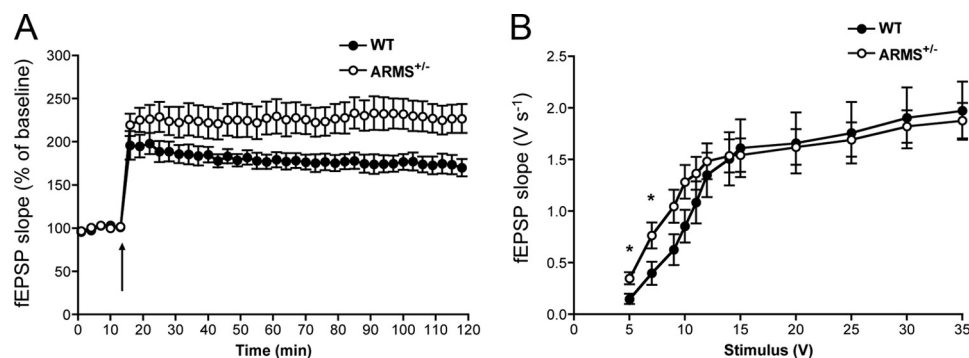 A
WT
ARMS+/-
fEPSP slope (% of baseline)
300
250
200
150
100
50
0
0 10 20 30 40 50 60 70 80 90 100 110 120
Time (min)
B
WT
ARMS+/-
fEPSP slope (V s-1)
2.5
2.0
1.5
1.0
0.5
0.0
*
*
0 5 10 15 20 25 30 35
Stimulus (V)